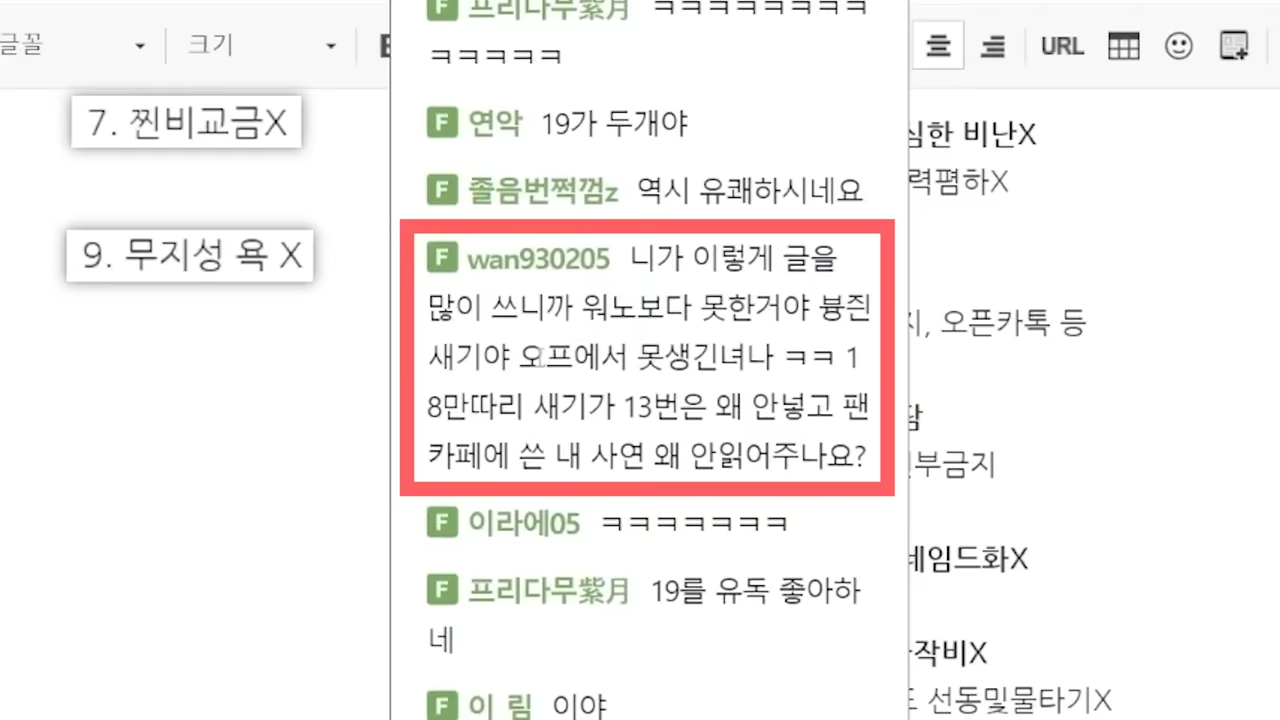 글꼴
크기
URL
7. 찐비교금X
9. 무지성 욕 X
F 프리다무紫月 ㅋㅋㅋㅋㅋㅋㅋㅋ
ㅋㅋㅋㅋㅋ
F 연악 19가 두개야
F 졸음번쩍껌z 역시 유쾌하시네요
F wan930205 니가 이렇게 글을
많이 쓰니까 워노보다 못한거야 븅즨
새기야 오프에서 못생긴녀나 ㅋㅋ 1
8만따리 새기가 13번은 왜 안넣고 팬
카페에 쓴 내 사연 왜 안읽어주나요?
F 이라에05 ㅋㅋㅋㅋㅋㅋㅋ
F 프리다무紫月 19를 유독 좋아하
네
F 이 림 이야
심한 비난X
력폄하X
지, 오픈카톡 등
담
부금지
네임드화X
작비X
선동및물타기X